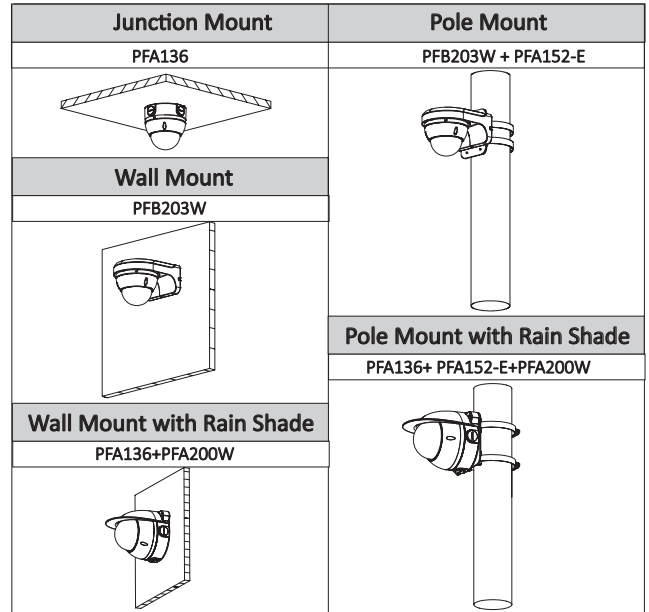 Junction Mount
PFA136
Wall Mount
PFB203W
Wall Mount with Rain Shade
PFA136+PFA200W
Pole Mount
PFB203W + PFA152-E
Pole Mount with Rain Shade
PFA136+ PFA152-E+PFA200W